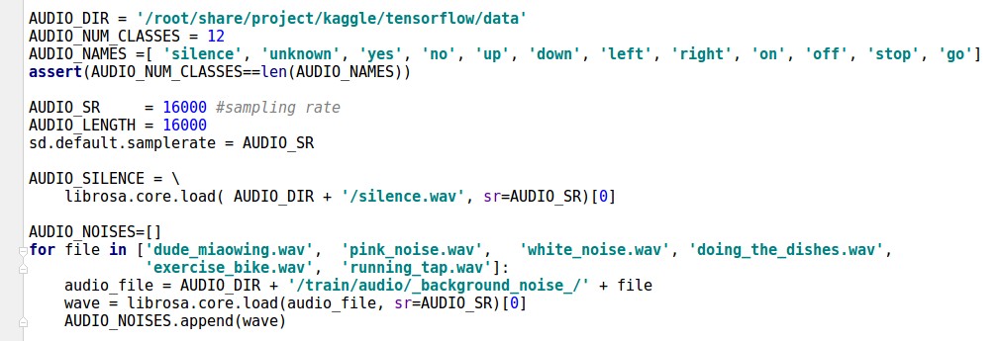 AUDIO_DIR = '/root/share/project/kaggle/tensorflow/data'
AUDIO_NUM_CLASSES = 12
AUDIO_NAMES =[ 'silence', 'unknown', 'yes', 'no', 'up', 'down', 'left', 'right', 'on', 'off', 'stop', 'go']
assert(AUDIO_NUM_CLASSES==len(AUDIO_NAMES))
AUDIO_SR     = 16000 #sampling rate
AUDIO_LENGTH = 16000
sd.default.samplerate = AUDIO_SR
AUDIO_SILENCE = \
    librosa.core.load( AUDIO_DIR + '/silence.wav', sr=AUDIO_SR)[0]
AUDIO_NOISES=[]
for file in ['dude_miaowing.wav',  'pink_noise.wav',   'white_noise.wav', 'doing_the_dishes.wav',
             'exercise_bike.wav',  'running_tap.wav']:
    audio_file = AUDIO_DIR + '/train/audio/_background_noise_/' + file
    wave = librosa.core.load(audio_file, sr=AUDIO_SR)[0]
    AUDIO_NOISES.append(wave)